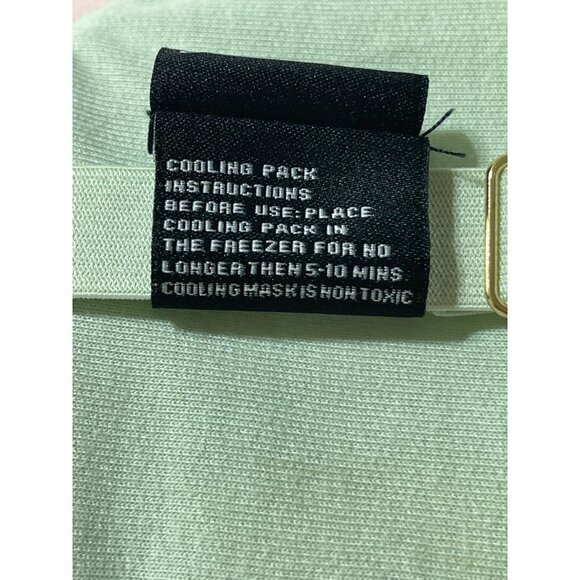 COOLING PACK
INSTRUCTIONS
BEFORE USE: PLACE
COOLING PACK IN
THE FREEZER FOR NO
LONGER THEN 5-10 MINS
COOLING MASK IS NON TOXIC